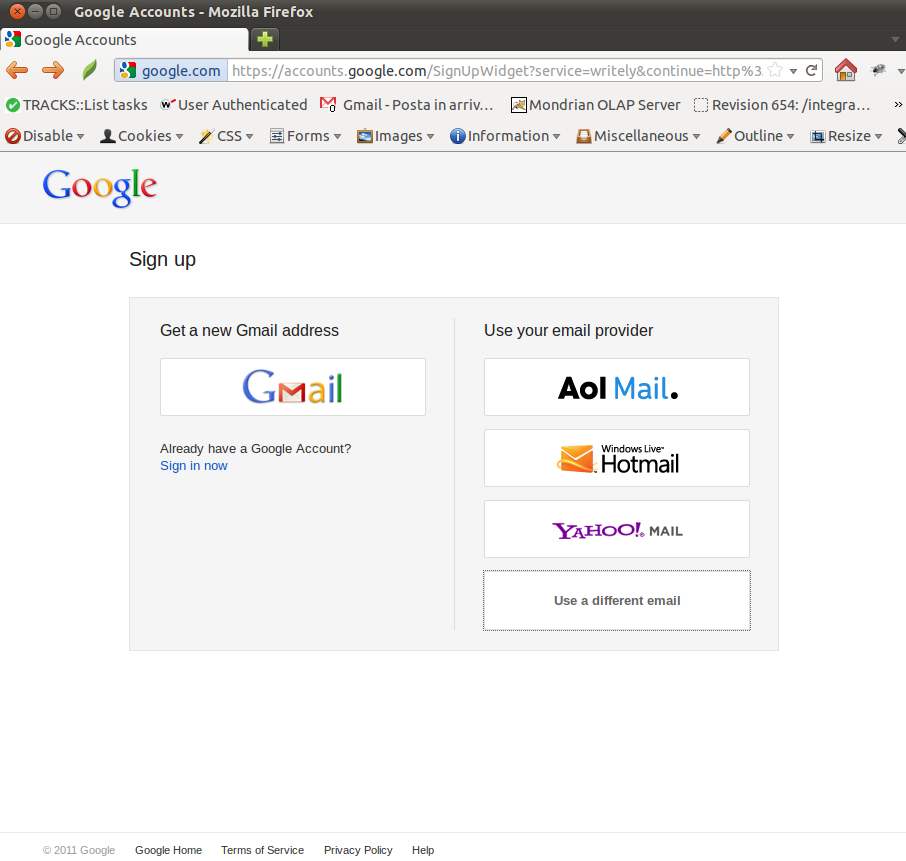 Google Accounts - Mozilla Firefox
Google Accounts
google.com https://accounts.google.com/SignUpWidget?service=writely&continue=http%3.
TRACKS::List tasks User Authenticated Gmail - Posta in arriv... Mondrian OLAP Server Revision 654: /integra... »
Disable Cookies CSS Forms Images Information Miscellaneous Outline Resize
Google
Sign up
Get a new Gmail address
Gmail
Already have a Google Account?
Sign in now
Use your email provider
Aol Mail.
Windows Live™
Hotmail
YAHOO!® MAIL
Use a different email
© 2011 Google Google Home Terms of Service Privacy Policy Help